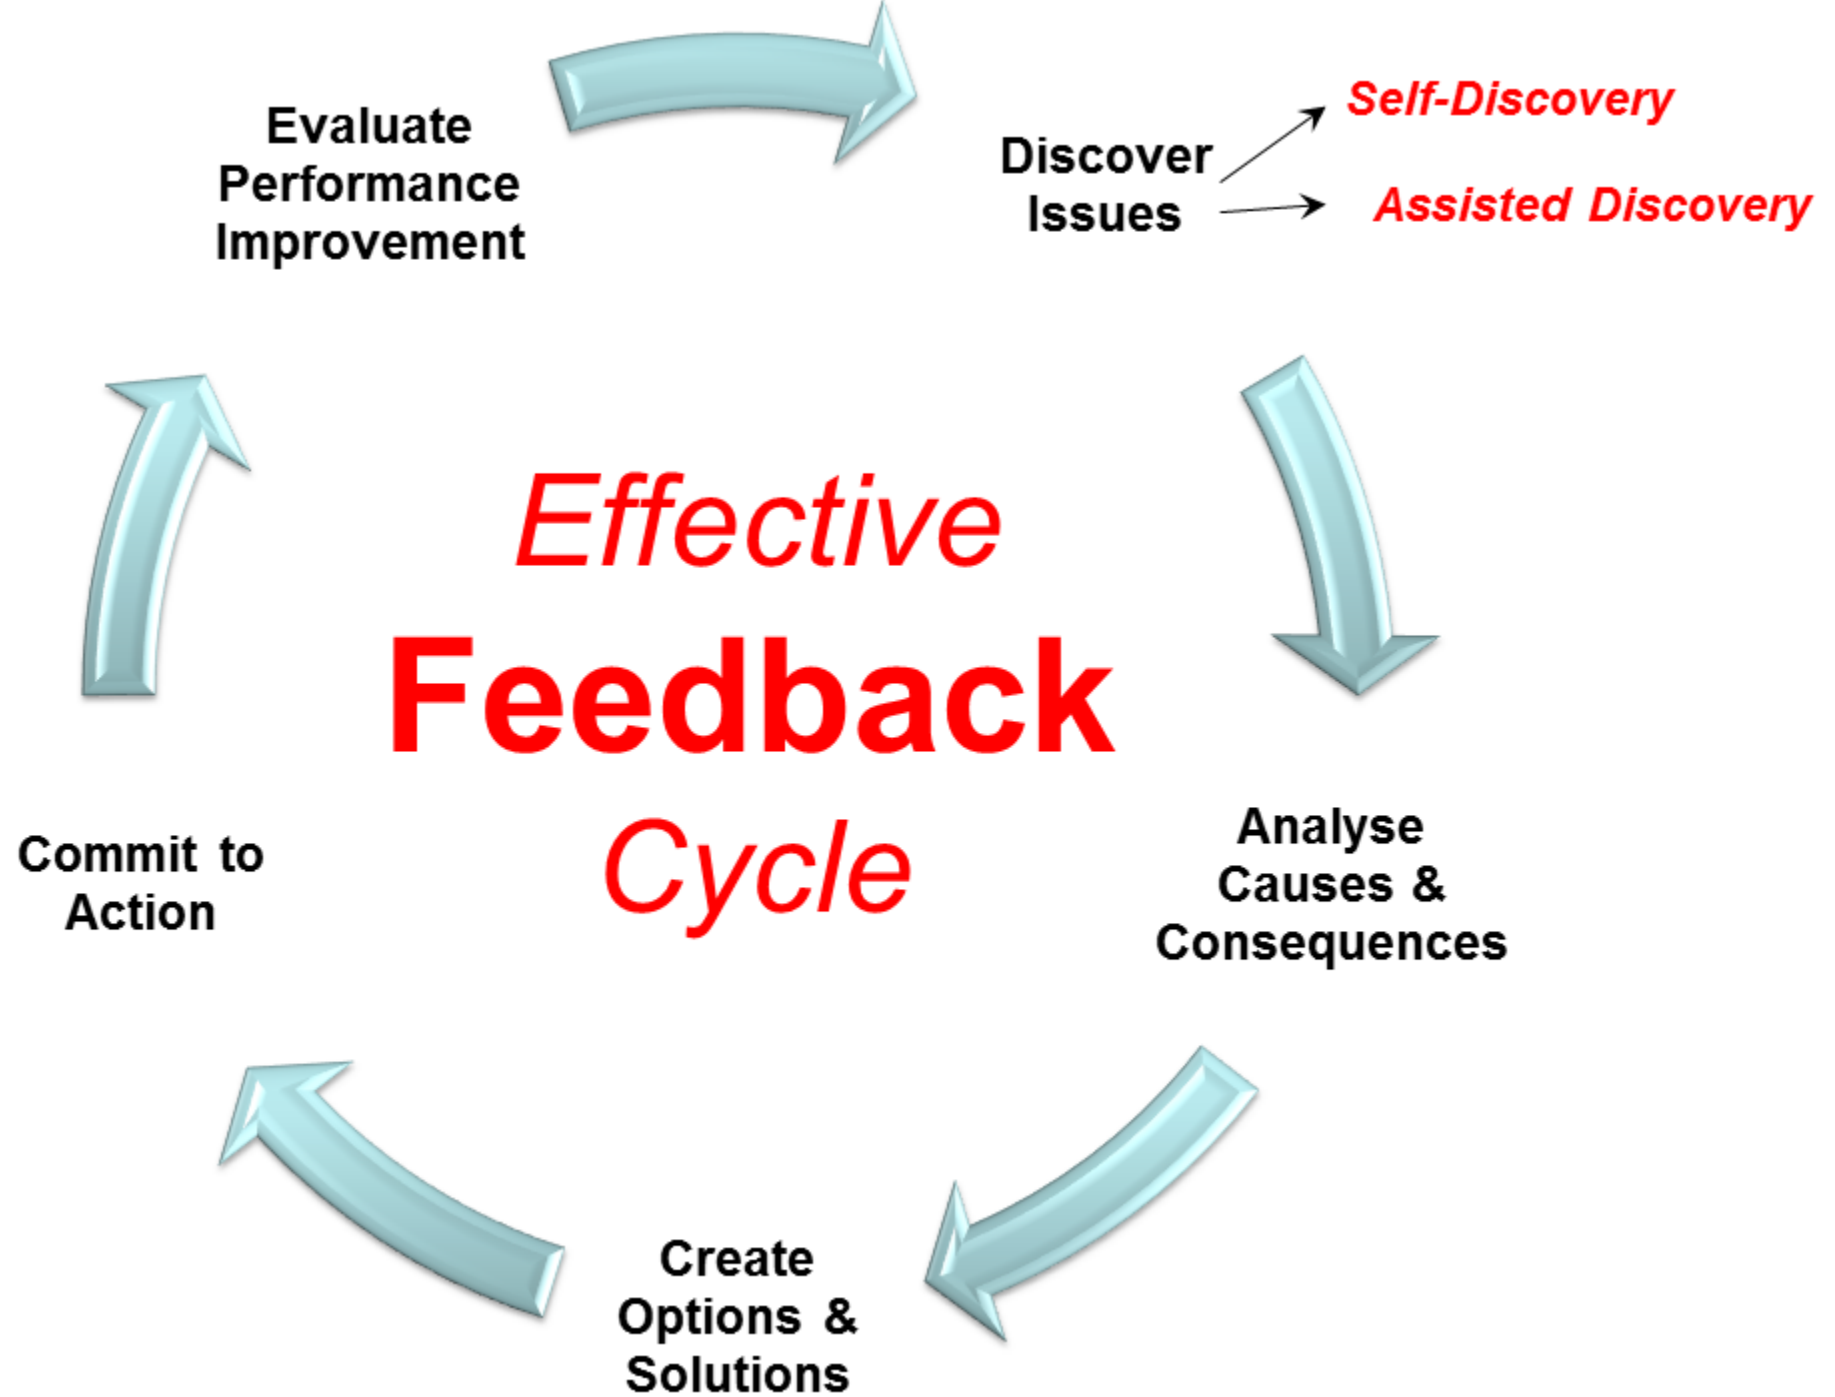 Evaluate
Performance
Improvement
Discover
Issues
Self-Discovery
Assisted Discovery
Effective
Feedback
Cycle
Analyse
Causes &
Consequences
Create
Options &
Solutions
Commit to
Action